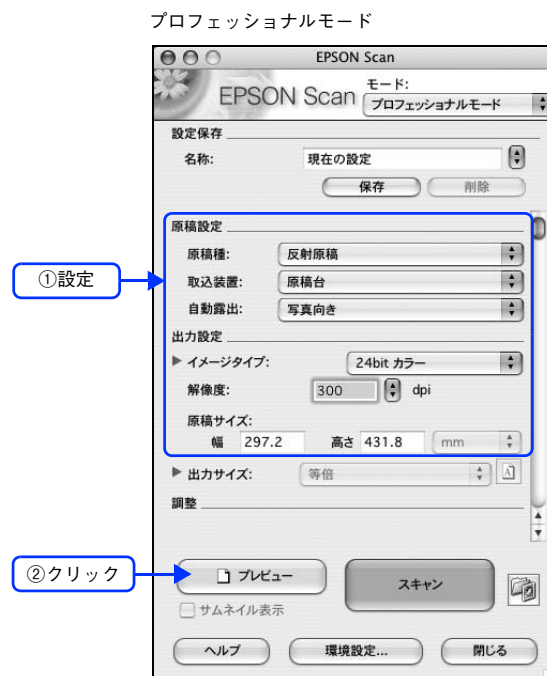 プロフェッショナルモード
EPSON Scan
EPSON Scan
モード:
プロフェッショナルモード
設定保存
名称: 現在の設定
保存 削除
原稿設定
原稿種: 反射原稿
①設定
取込装置: 原稿台
自動露出: 写真向き
出力設定
イメージタイプ: 24bit カラー
解像度: 300 dpi
原稿サイズ:
幅 297.2 高さ 431.8 mm
出力サイズ: 等倍 A
調整
②クリック
プレビュー スキャン
サムネイル表示
ヘルプ 環境設定... 閉じる